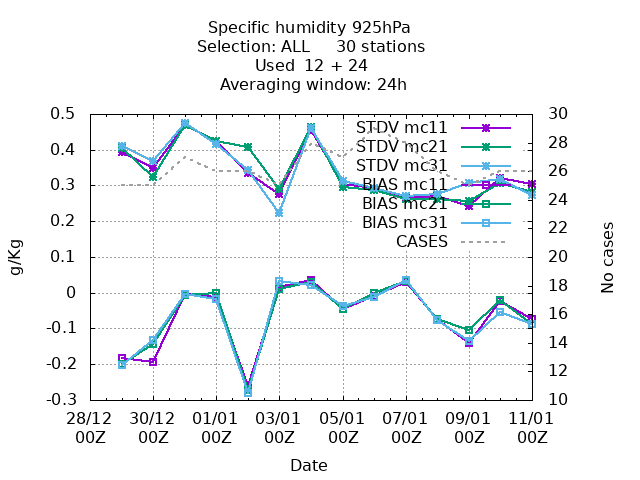 Specific humidity 925hPa
Selection: ALL     30 stations
Used  12 + 24
Averaging window: 24h
0.5
0.4
0.3
0.2
0.1
0
-0.1
-0.2
-0.3
g/Kg
STDV mc11
STDV mc21
STDV mc31
BIAS mc11
BIAS mc21
BIAS mc31
CASES
30
28
26
24
22
20
18
16
14
12
10
No cases
28/12 30/12 01/01 03/01 05/01 07/01 09/01 11/01
00Z 00Z 00Z 00Z 00Z 00Z 00Z 00Z
Date